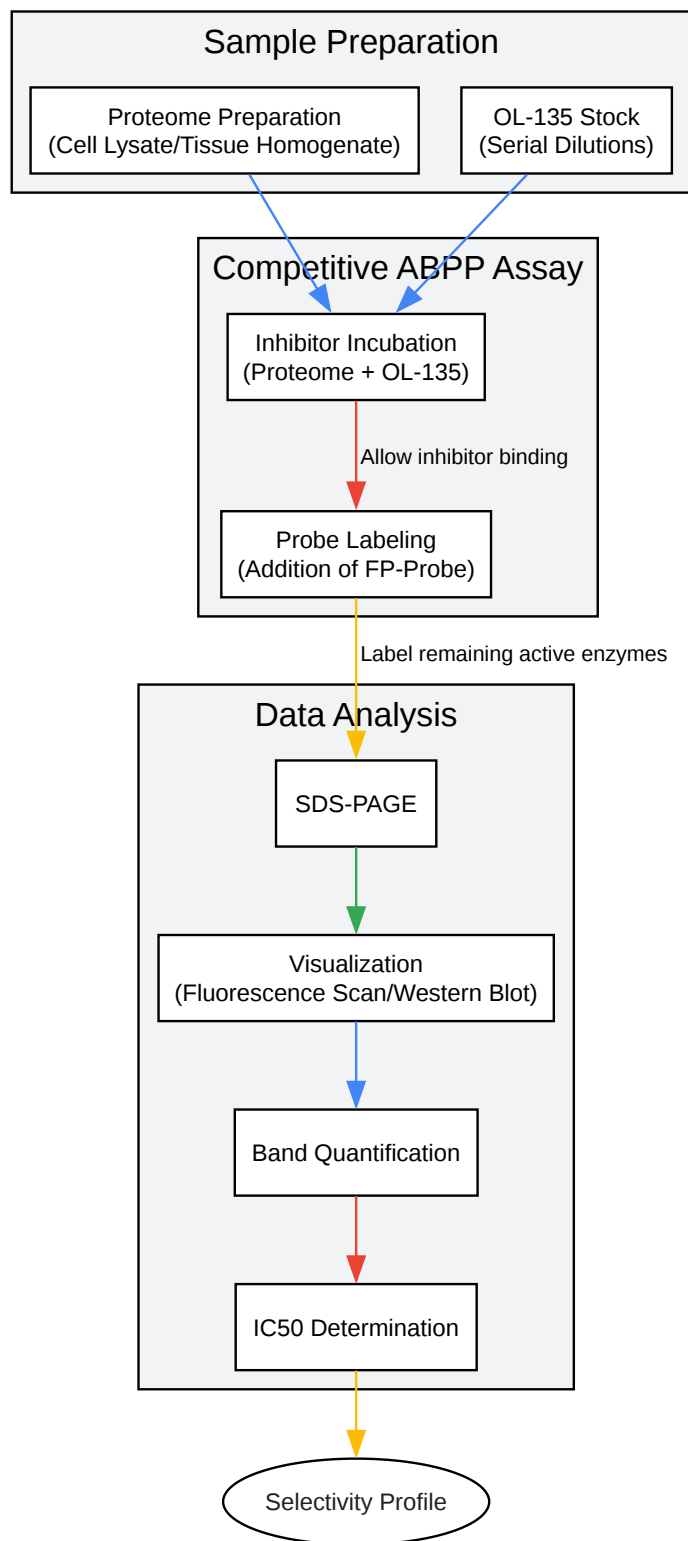 Sample Preparation
Proteome Preparation
(Cell Lysate/Tissue Homogenate)
OL-135 Stock
(Serial Dilutions)
Competitive ABPP Assay
Inhibitor Incubation
(Proteome + OL-135)
Allow inhibitor binding
Probe Labeling
(Addition of FP-Probe)
Label remaining active enzymes
Data Analysis
SDS-PAGE
Visualization
(Fluorescence Scan/Western Blot)
Band Quantification
IC50 Determination
Selectivity Profile